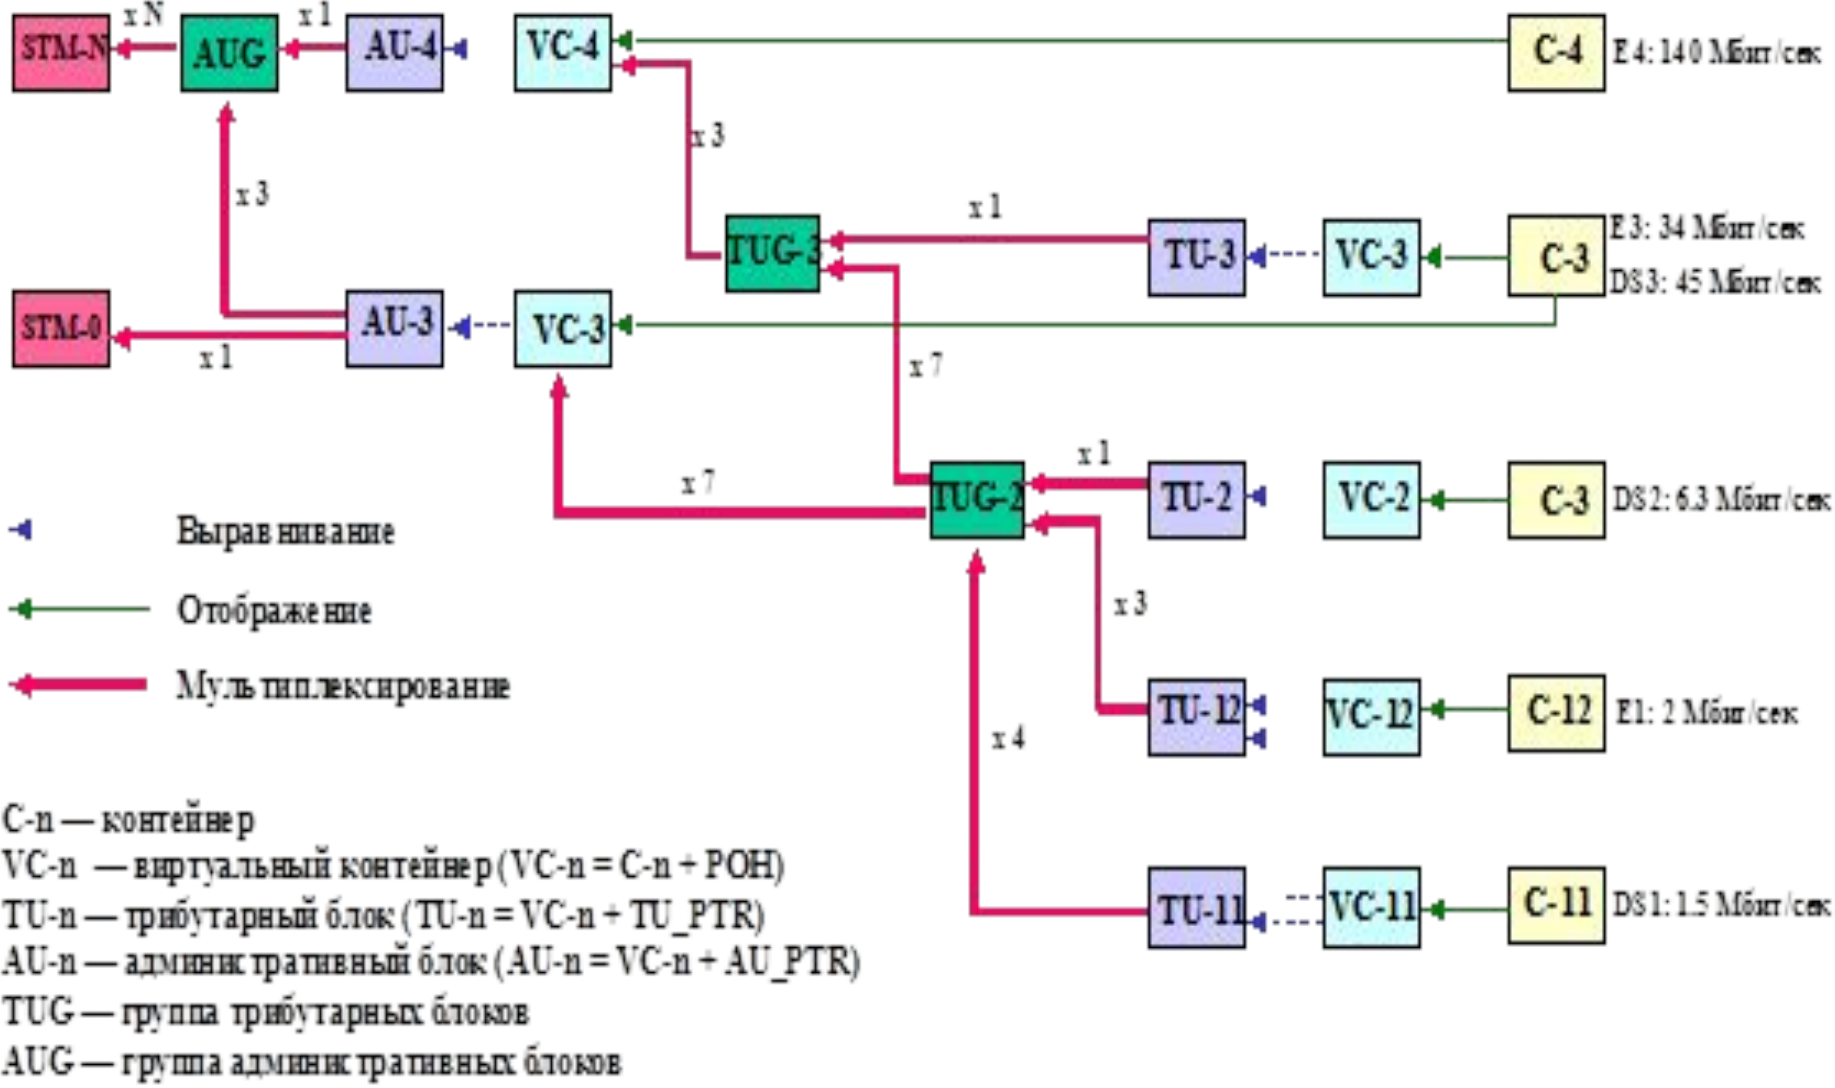 x N
x 1
STM-N
AUG
AU-4
VC-4
C-4
E4: 140 Мбит/сек
x 3
x 3
x 1
TUG-3
TU-3
VC-3
C-3
E3: 34 Мбит/сек
DS3: 45 Мбит/сек
STM-0
AU-3
VC-3
x 1
x 7
x 7
x 1
TUG-2
TU-2
VC-2
C-3
DS2: 6.3 Мбит/сек
Выравнивание
Отображение
x 3
Мультиплексирование
TU-12
VC-12
C-12
E1: 2 Мбит/сек
x 4
C-n — контейнер
VC-n — виртуальный контейнер (VC-n = C-n + POH)
TU-11
VC-11
C-11
DS1: 1.5 Мбит/сек
TU-n — трибутарный блок (TU-n = VC-n + TU_PTR)
AU-n — административный блок (AU-n = VC-n + AU_PTR)
TUG — группа трибутарных блоков
AUG — группа административных блоков